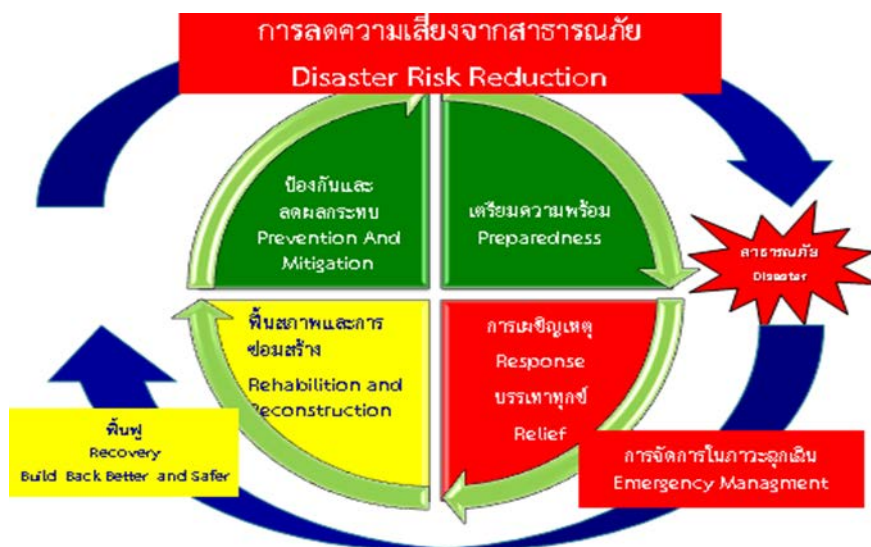 การลดความเสี่ยงจากสาธารณภัย
Disaster Risk Reduction
ป้องกันและ
ลดผลกระทบ
Prevention And
Mitigation
เตรียมความพร้อม
Preparedness
สาธารณภัย
Disaster
ฟื้นสภาพและการ
ซ่อมสร้าง
Rehabilition and
Reconstruction
การเผชิญเหตุ
Response
บรรเทาทุกข์
Relief
ฟื้นฟู
Recovery
Build Back Better and Safer
การจัดการในภาวะฉุกเฉิน
Emergency Managment